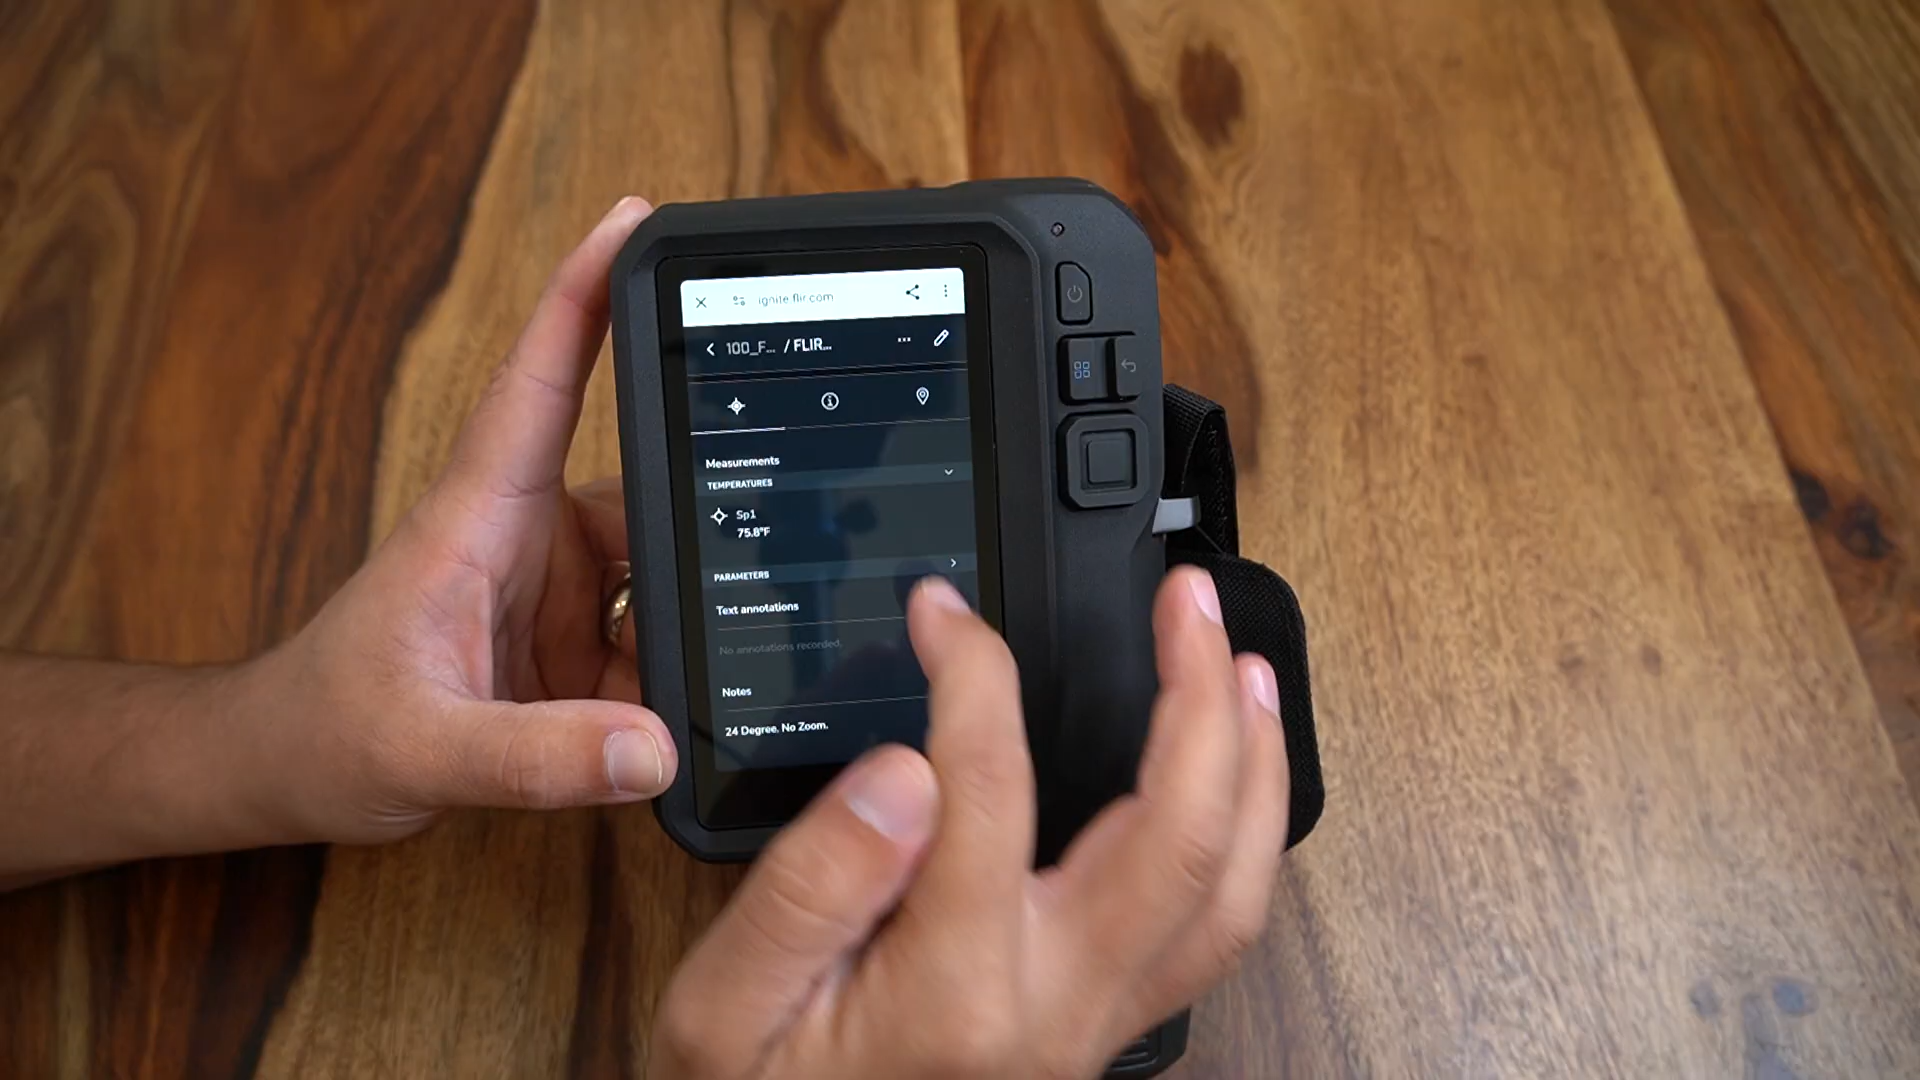 ignite.flir.com
100_F... / FLIR...
Measurements
TEMPERATURES
Sp1
75.8°F
PARAMETERS
Text annotations
No annotations recorded.
Notes
24 Degree. No Zoom.